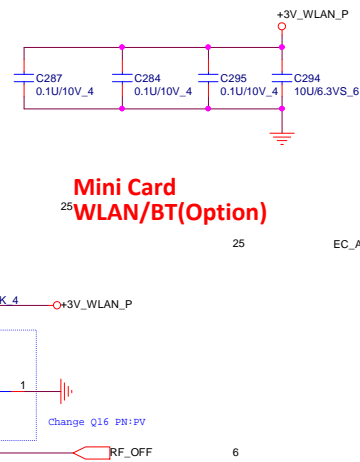 +3V_WLAN_P
C287 C284 C295 C294
0.1U/10V_4 0.1U/10V_4 0.1U/10V_4 10U/6.3VS_6
Mini Card
25 WLAN/BT(Option)
25 EC_A
K_4 +3V_WLAN_P
1
Change Q16 PN:PV
RF_OFF 6